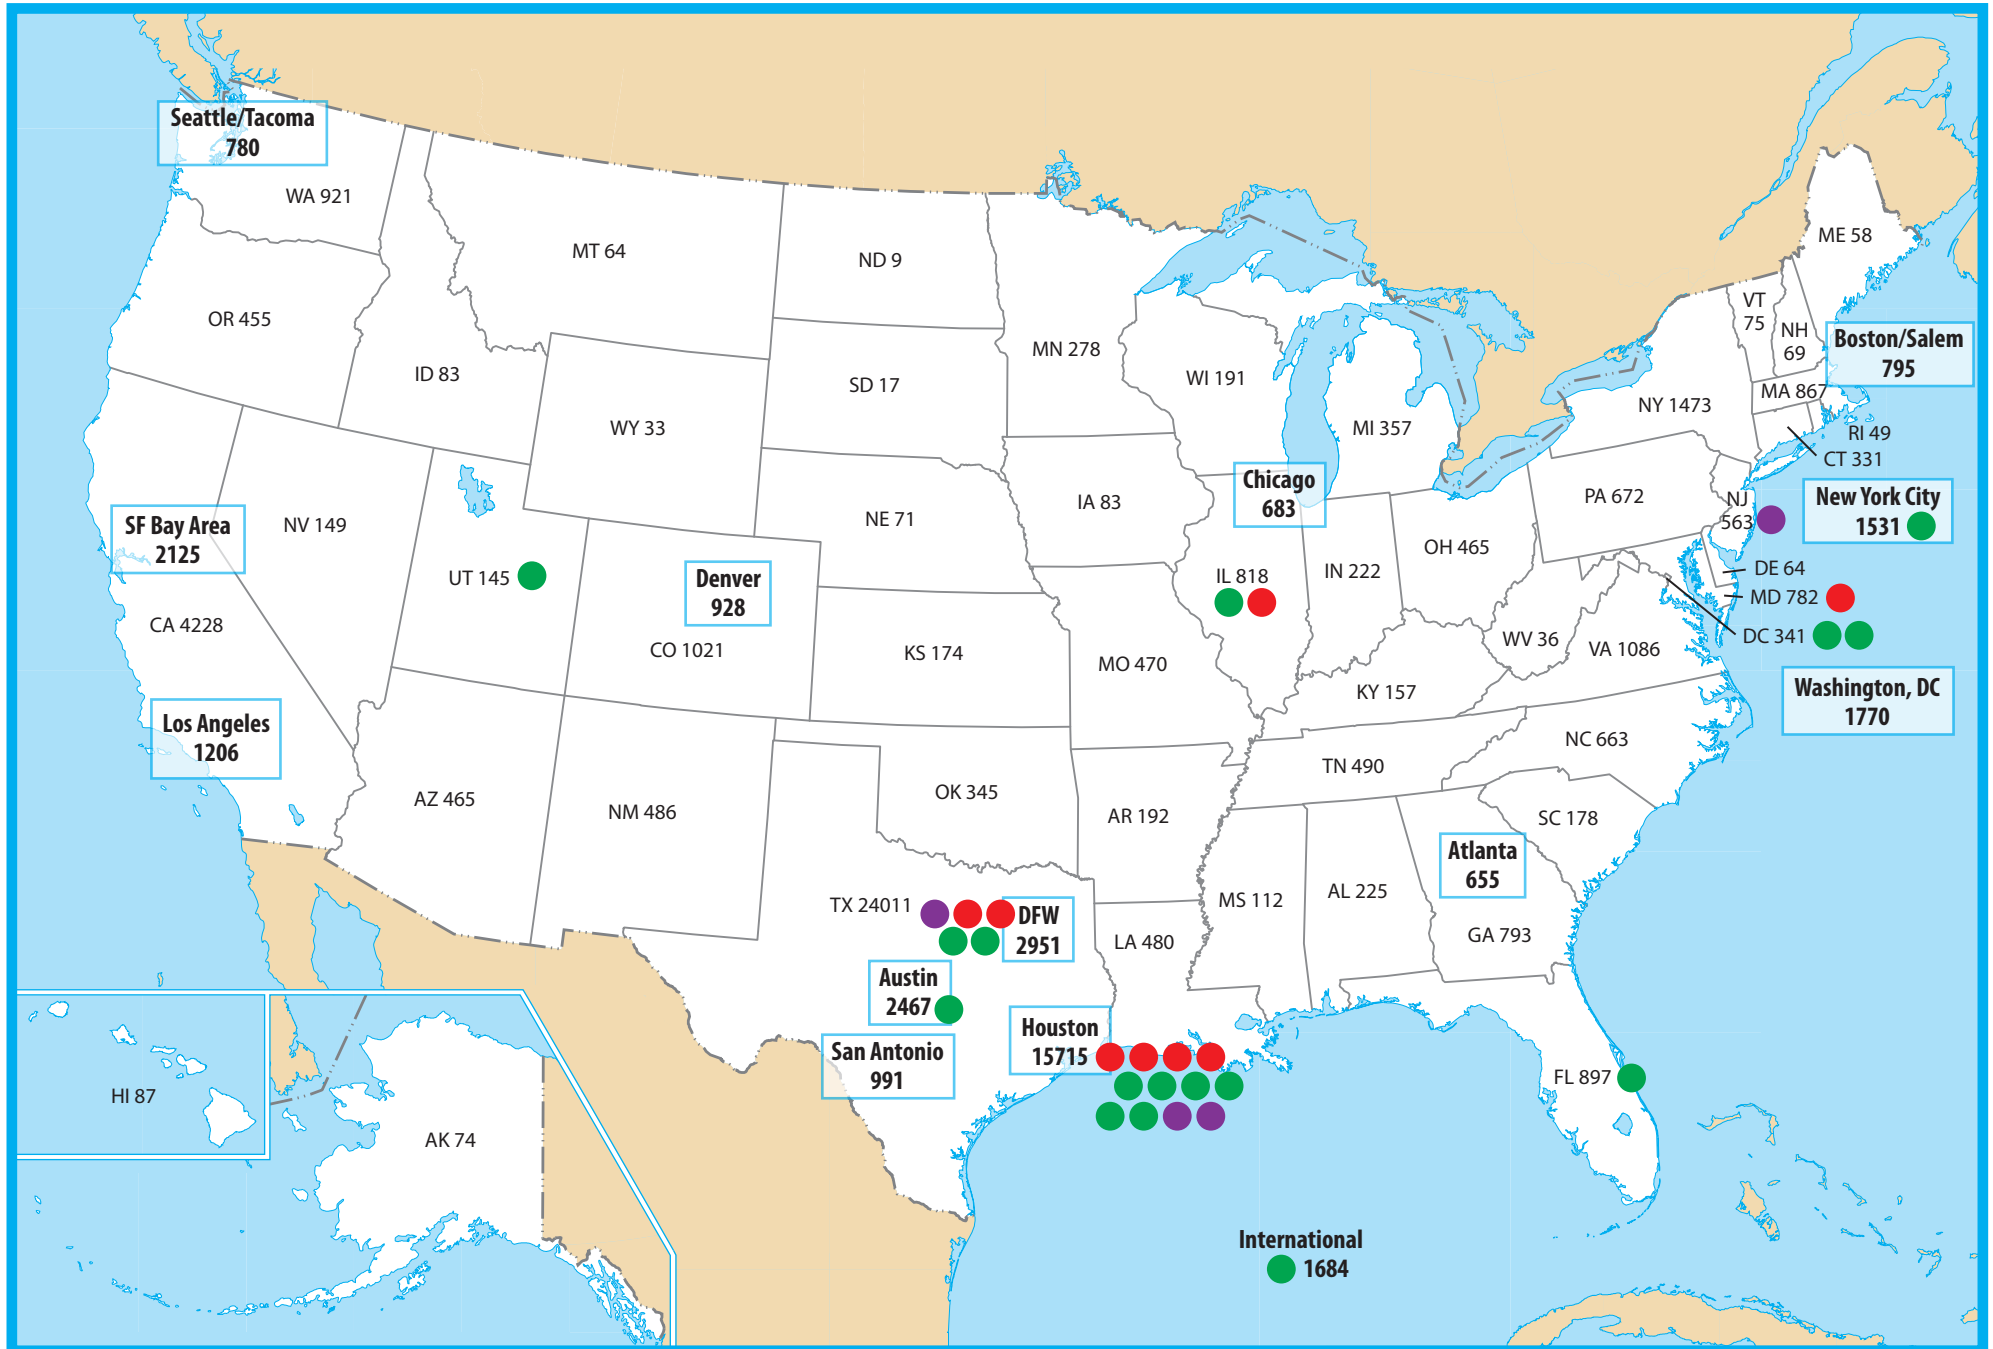 Seattle/Tacoma
780
WA 921
MT 64
ND 9
ME 58
OR 455
ID 83
MN 278
WI 191
MI 357
VT
75
NH
69
Boston/Salem
795
SD 17
WY 33
MA 867
NY 1473
RI 49
CT 331
SF Bay Area
2125
NV 149
UT 145
Denver
928
NE 71
IA 83
Chicago
683
IL 818
IN 222
OH 465
PA 672
NJ
563
New York City
1531
DE 64
MD 782
DC 341
CA 4228
CO 1021
KS 174
MO 470
KY 157
WV 36
VA 1086
Washington, DC
1770
Los Angeles
1206
AZ 465
NM 486
OK 345
AR 192
TN 490
NC 663
SC 178
Atlanta
655
GA 793
AL 225
MS 112
LA 480
TX 24011
DFW
2951
Austin
2467
San Antonio
991
Houston
15715
FL 897
HI 87
AK 74
International
1684